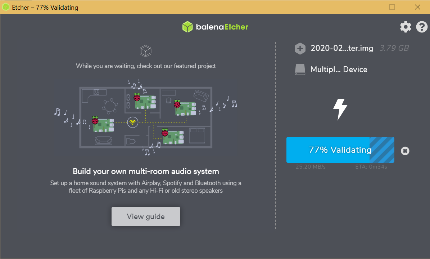 Etcher – 77% Validating
balenaEtcher
While you are waiting, check out our featured project
Build your own multi-room audio system
Set up a home sound system with Airplay, Spotify and Bluetooth using a
fleet of Raspberry Pis and any Hi-Fi or old stereo speakers
View guide
2020-02...ter.img 3.79 GB
Multipl... Device
77% Validating